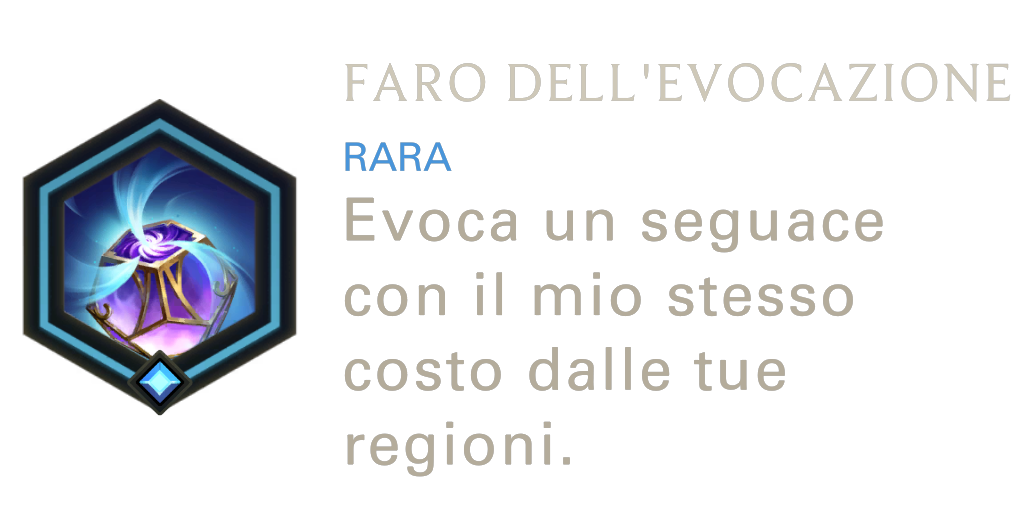 FARO DELL'EVOCAZIONE
RARA
Evoca un seguace
con il mio stesso
costo dalle tue
regioni.